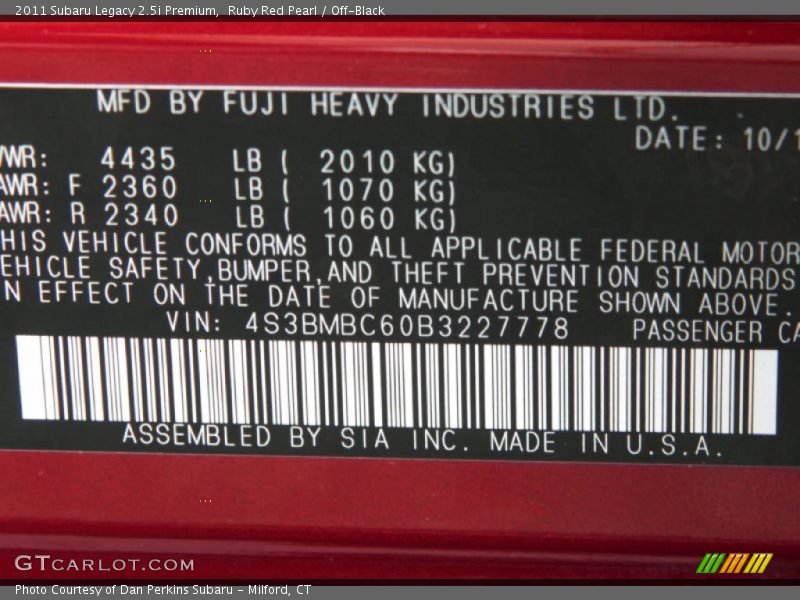 2011 Subaru Legacy 2.5i Premium,  Ruby Red Pearl / Off-Black
MFD BY FUJI HEAVY INDUSTRIES LTD.
DATE: 10/1
VWR: 4435 LB ( 2010 KG)
AWR: F 2360 LB ( 1070 KG)
AWR: R 2340 LB ( 1060 KG)
HIS VEHICLE CONFORMS TO ALL APPLICABLE FEDERAL MOTOR
EHICLE SAFETY,BUMPER,AND THEFT PREVENTION STANDARDS
N EFFECT ON THE DATE OF MANUFACTURE SHOWN ABOVE.
VIN: 4S3BMBC60B3227778 PASSENGER CA
ASSEMBLED BY SIA INC. MADE IN U.S.A.
GTCARLOT.COM
Photo Courtesy of Dan Perkins Subaru - Milford, CT